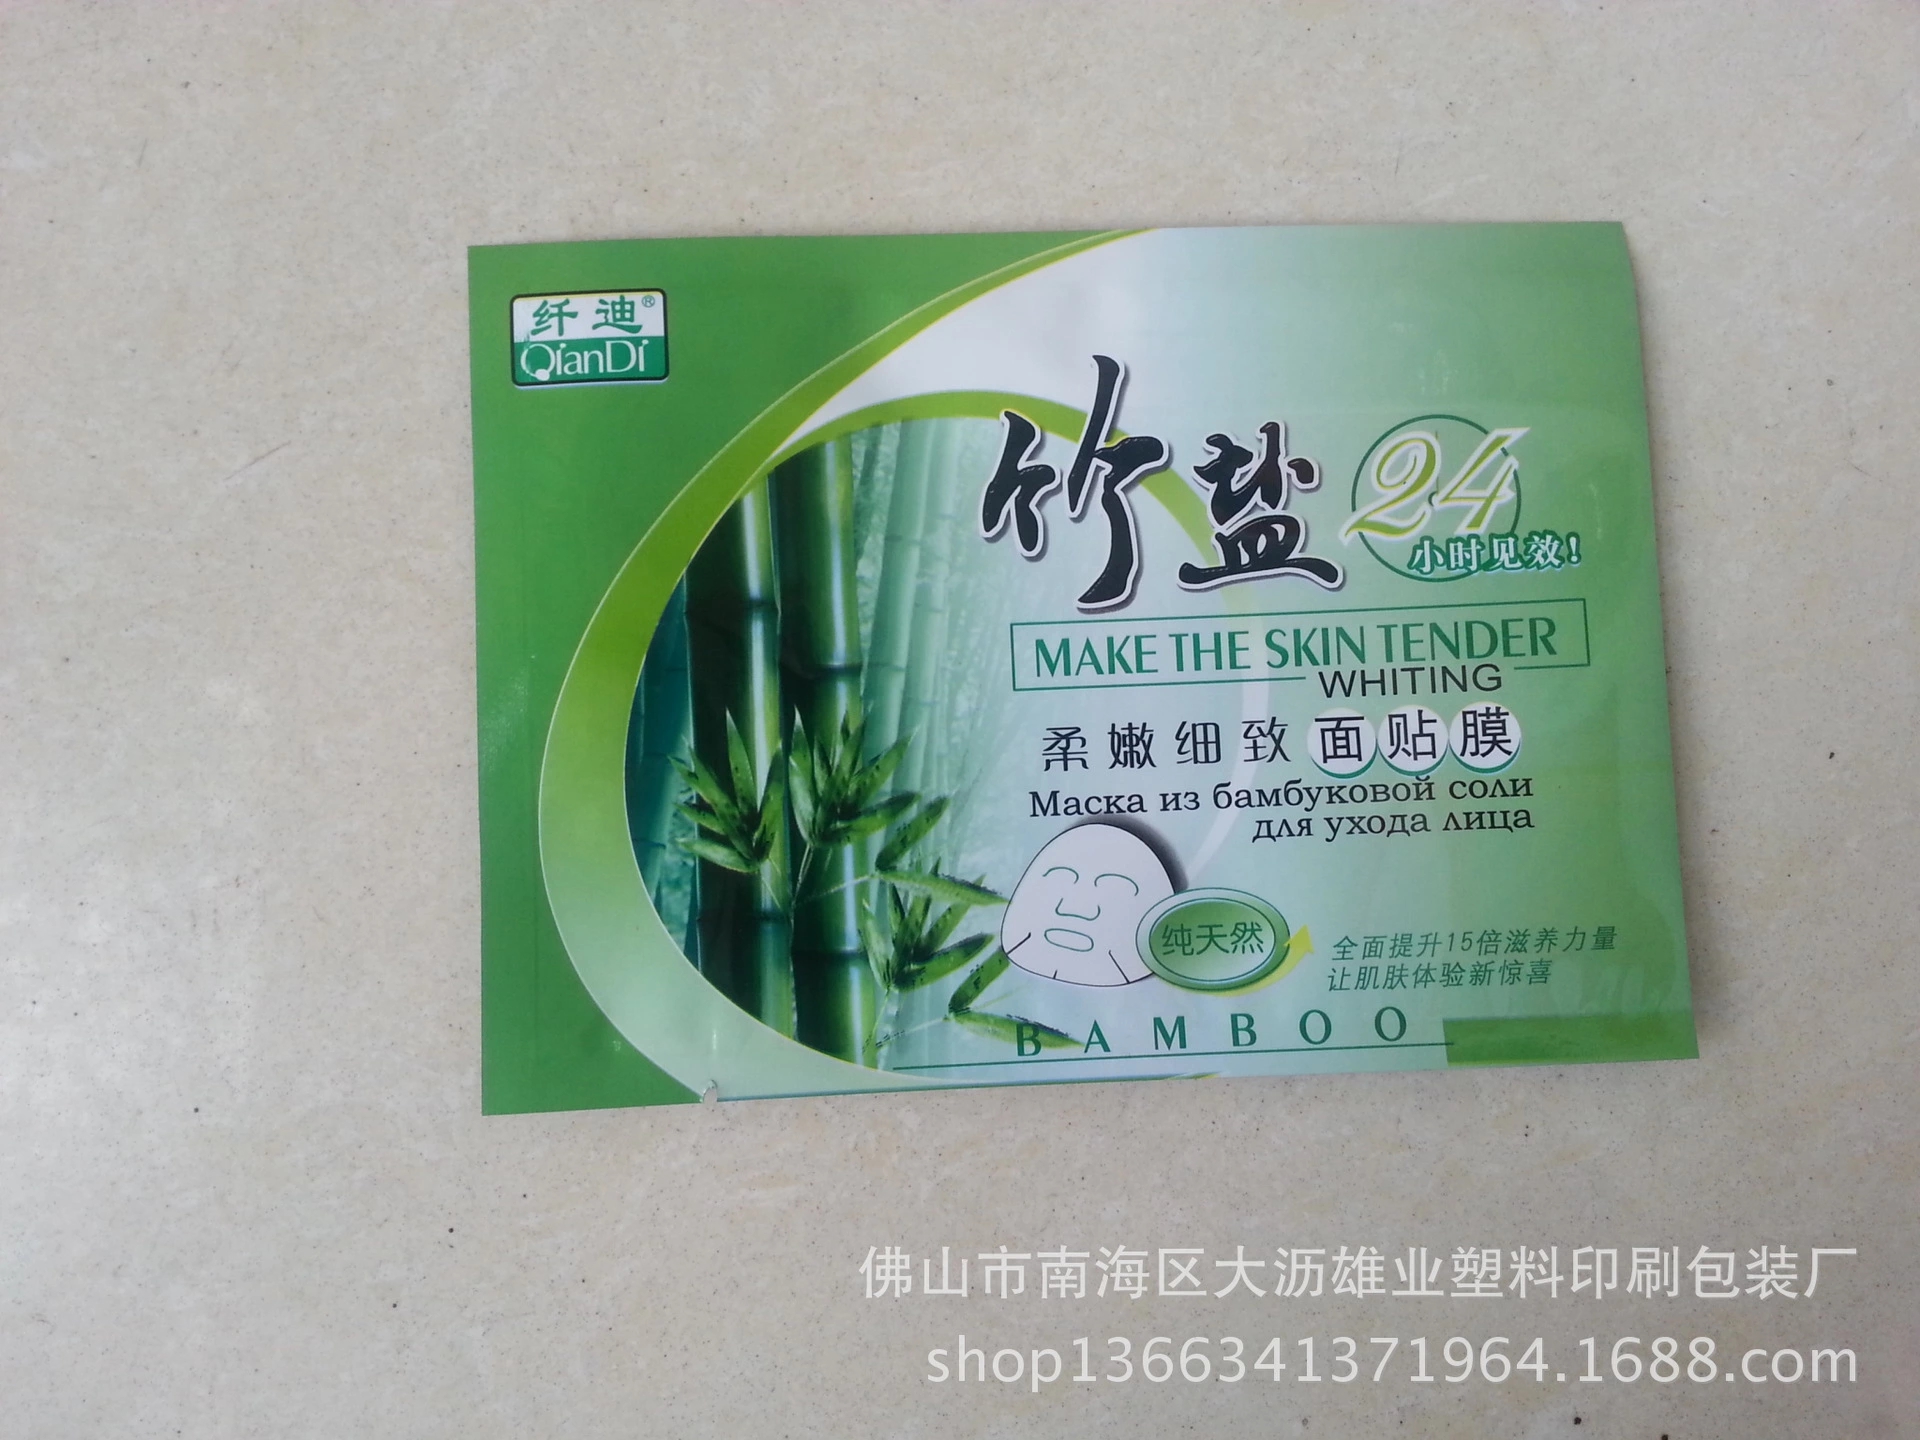 纤迪®
QianDi
竹盐
24
小时见效!
MAKE THE SKIN TENDER
WHITING
柔嫩细致面贴膜
Маска из бамбуковой соли
для ухода лица
纯天然
全面提升15倍滋养力量
让肌肤体验新惊喜
BAMBOO
佛山市南海区大沥雄业塑料印刷包装厂
shop1366341371964.1688.com